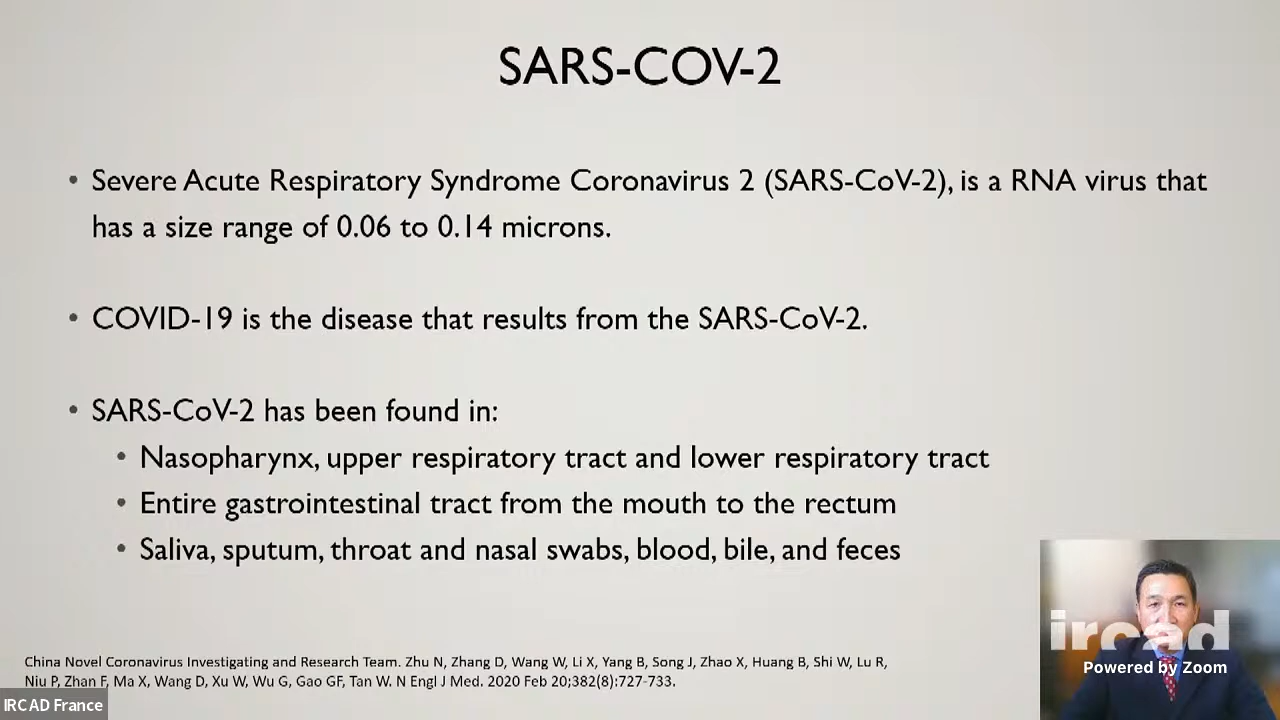 SARS-COV-2
• Severe Acute Respiratory Syndrome Coronavirus 2 (SARS-CoV-2), is a RNA virus that
has a size range of 0.06 to 0.14 microns.
• COVID-19 is the disease that results from the SARS-CoV-2.
• SARS-CoV-2 has been found in:
• Nasopharynx, upper respiratory tract and lower respiratory tract
• Entire gastrointestinal tract from the mouth to the rectum
• Saliva, sputum, throat and nasal swabs, blood, bile, and feces
China Novel Coronavirus Investigating and Research Team. Zhu N, Zhang D, Wang W, Li X, Yang B, Song J, Zhao X, Huang B, Shi W, Lu R,
Niu P, Zhan F, Ma X, Wang D, Xu W, Wu G, Gao GF, Tan W. N Engl J Med. 2020 Feb 20;382(8):727-733.
IRCAD France
ircad
Powered by Zoom